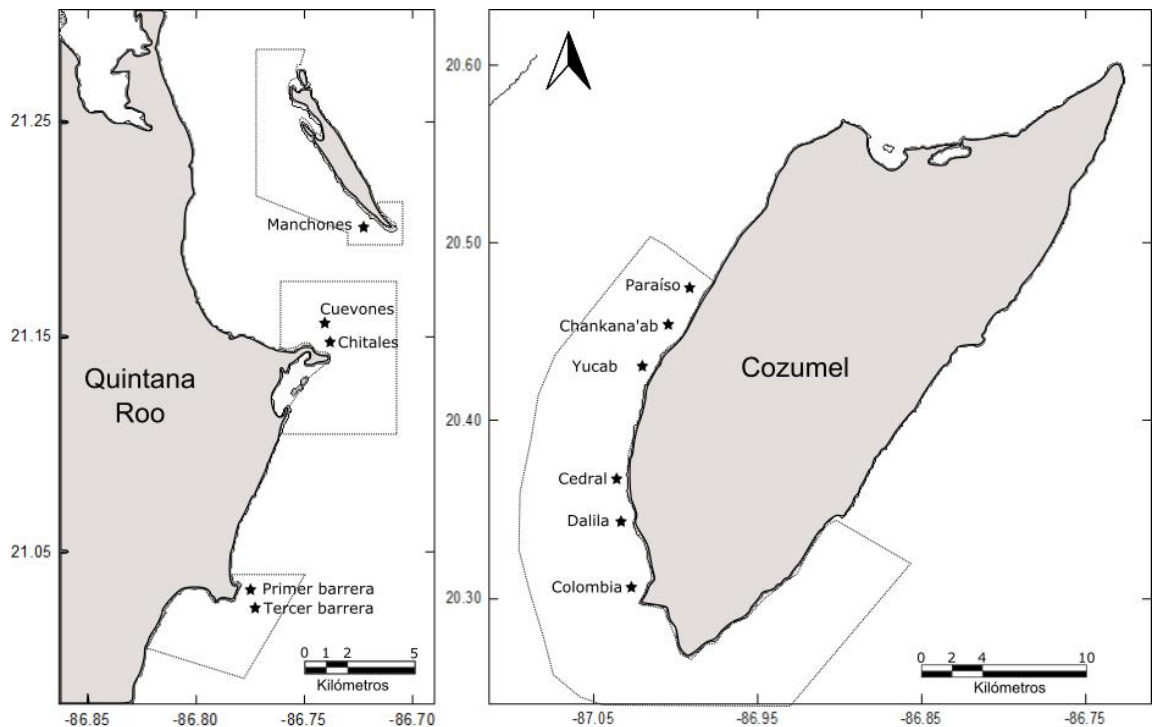 21.25
21.15
21.05
-86.85
-86.80
-86.75
-86.70
Manchones
Cuevones
Chitales
Quintana
Roo
Primer barrera
Tercer barrera
0 1 2 5
Kilómetros
20.60
20.50
20.40
20.30
-87.05
-86.95
-86.85
-86.75
Paraíso
Chankana'ab
Yucab
Cozumel
Cedral
Dalila
Colombia
0 2 4 10
Kilómetros